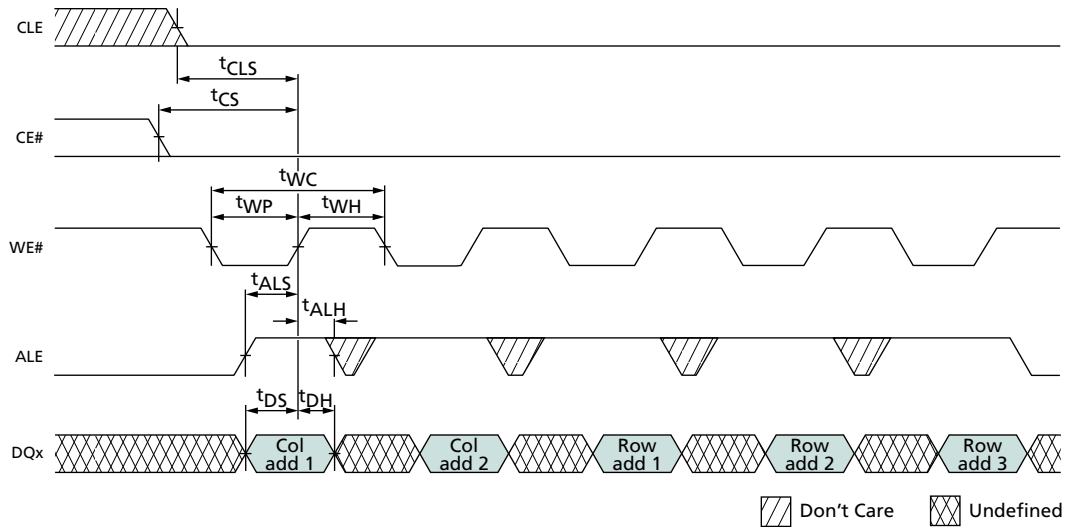 CLE
tCLS
tCS
CE#
tWC
tWP
tWH
WE#
tALS
tALH
ALE
tDS
tDH
DQx
Col
add 1
Col
add 2
Row
add 1
Row
add 2
Row
add 3
Don't Care
Undefined